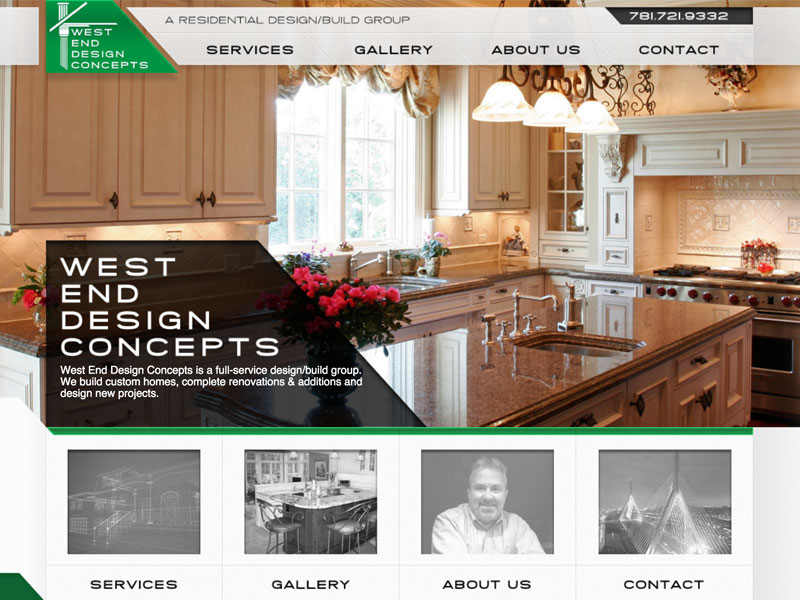 WEST
END
DESIGN
CONCEPTS
A RESIDENTIAL DESIGN/BUILD GROUP
781.721.9332
SERVICES GALLERY ABOUT US CONTACT
WEST
END
DESIGN
CONCEPTS
West End Design Concepts is a full-service design/build group.
We build custom homes, complete renovations & additions and
design new projects.
SERVICES GALLERY ABOUT US CONTACT